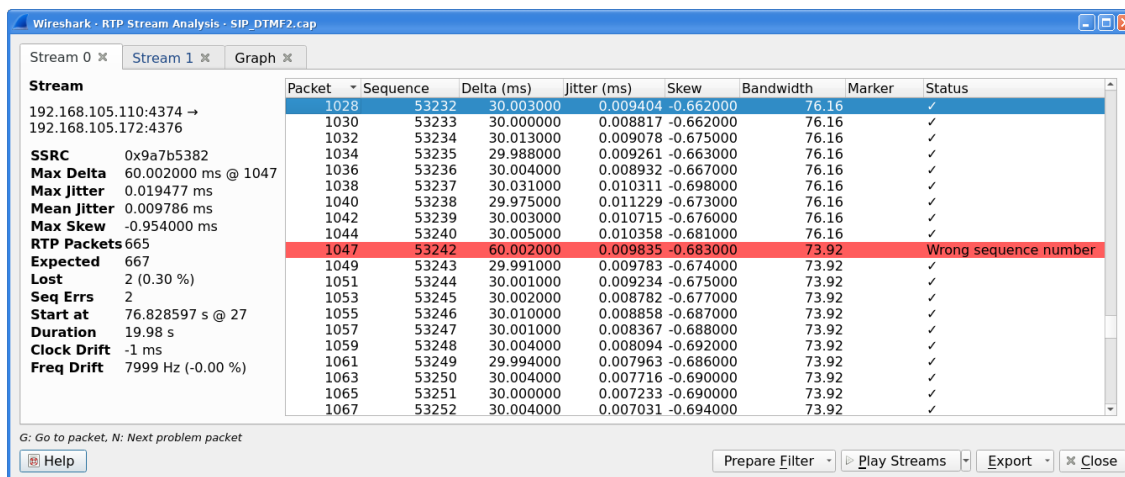 Wireshark · RTP Stream Analysis · SIP_DTMF2.cap
Stream 0 Stream 1 Graph
Stream
192.168.105.110:4374 →
192.168.105.172:4376
SSRC 0x9a7b5382
Max Delta 60.002000 ms @ 1047
Max Jitter 0.019477 ms
Mean Jitter 0.009786 ms
Max Skew -0.954000 ms
RTP Packets 665
Expected 667
Lost 2 (0.30 %)
Seq Errs 2
Start at 76.828597 s @ 27
Duration 19.98 s
Clock Drift -1 ms
Freq Drift 7999 Hz (-0.00 %)
Packet Sequence Delta (ms) Jitter (ms) Skew Bandwidth Marker Status
1028 53232 30.003000 0.009404 -0.662000 76.16 ✓
1030 53233 30.000000 0.008817 -0.662000 76.16 ✓
1032 53234 30.013000 0.009078 -0.675000 76.16 ✓
1034 53235 29.988000 0.009261 -0.663000 76.16 ✓
1036 53236 30.004000 0.008932 -0.667000 76.16 ✓
1038 53237 30.031000 0.010311 -0.698000 76.16 ✓
1040 53238 29.975000 0.011229 -0.673000 76.16 ✓
1042 53239 30.003000 0.010715 -0.676000 76.16 ✓
1044 53240 30.005000 0.010358 -0.681000 76.16 ✓
1047 53242 60.002000 0.009835 -0.683000 73.92 Wrong sequence number
1049 53243 29.991000 0.009783 -0.674000 73.92 ✓
1051 53244 30.001000 0.009234 -0.675000 73.92 ✓
1053 53245 30.002000 0.008782 -0.677000 73.92 ✓
1055 53246 30.010000 0.008858 -0.687000 73.92 ✓
1057 53247 30.001000 0.008367 -0.688000 73.92 ✓
1059 53248 30.004000 0.008094 -0.692000 73.92 ✓
1061 53249 29.994000 0.007963 -0.686000 73.92 ✓
1063 53250 30.004000 0.007716 -0.690000 73.92 ✓
1065 53251 30.000000 0.007233 -0.690000 73.92 ✓
1067 53252 30.004000 0.007031 -0.694000 73.92 ✓
G: Go to packet, N: Next problem packet
Help Prepare Filter Play Streams Export Close